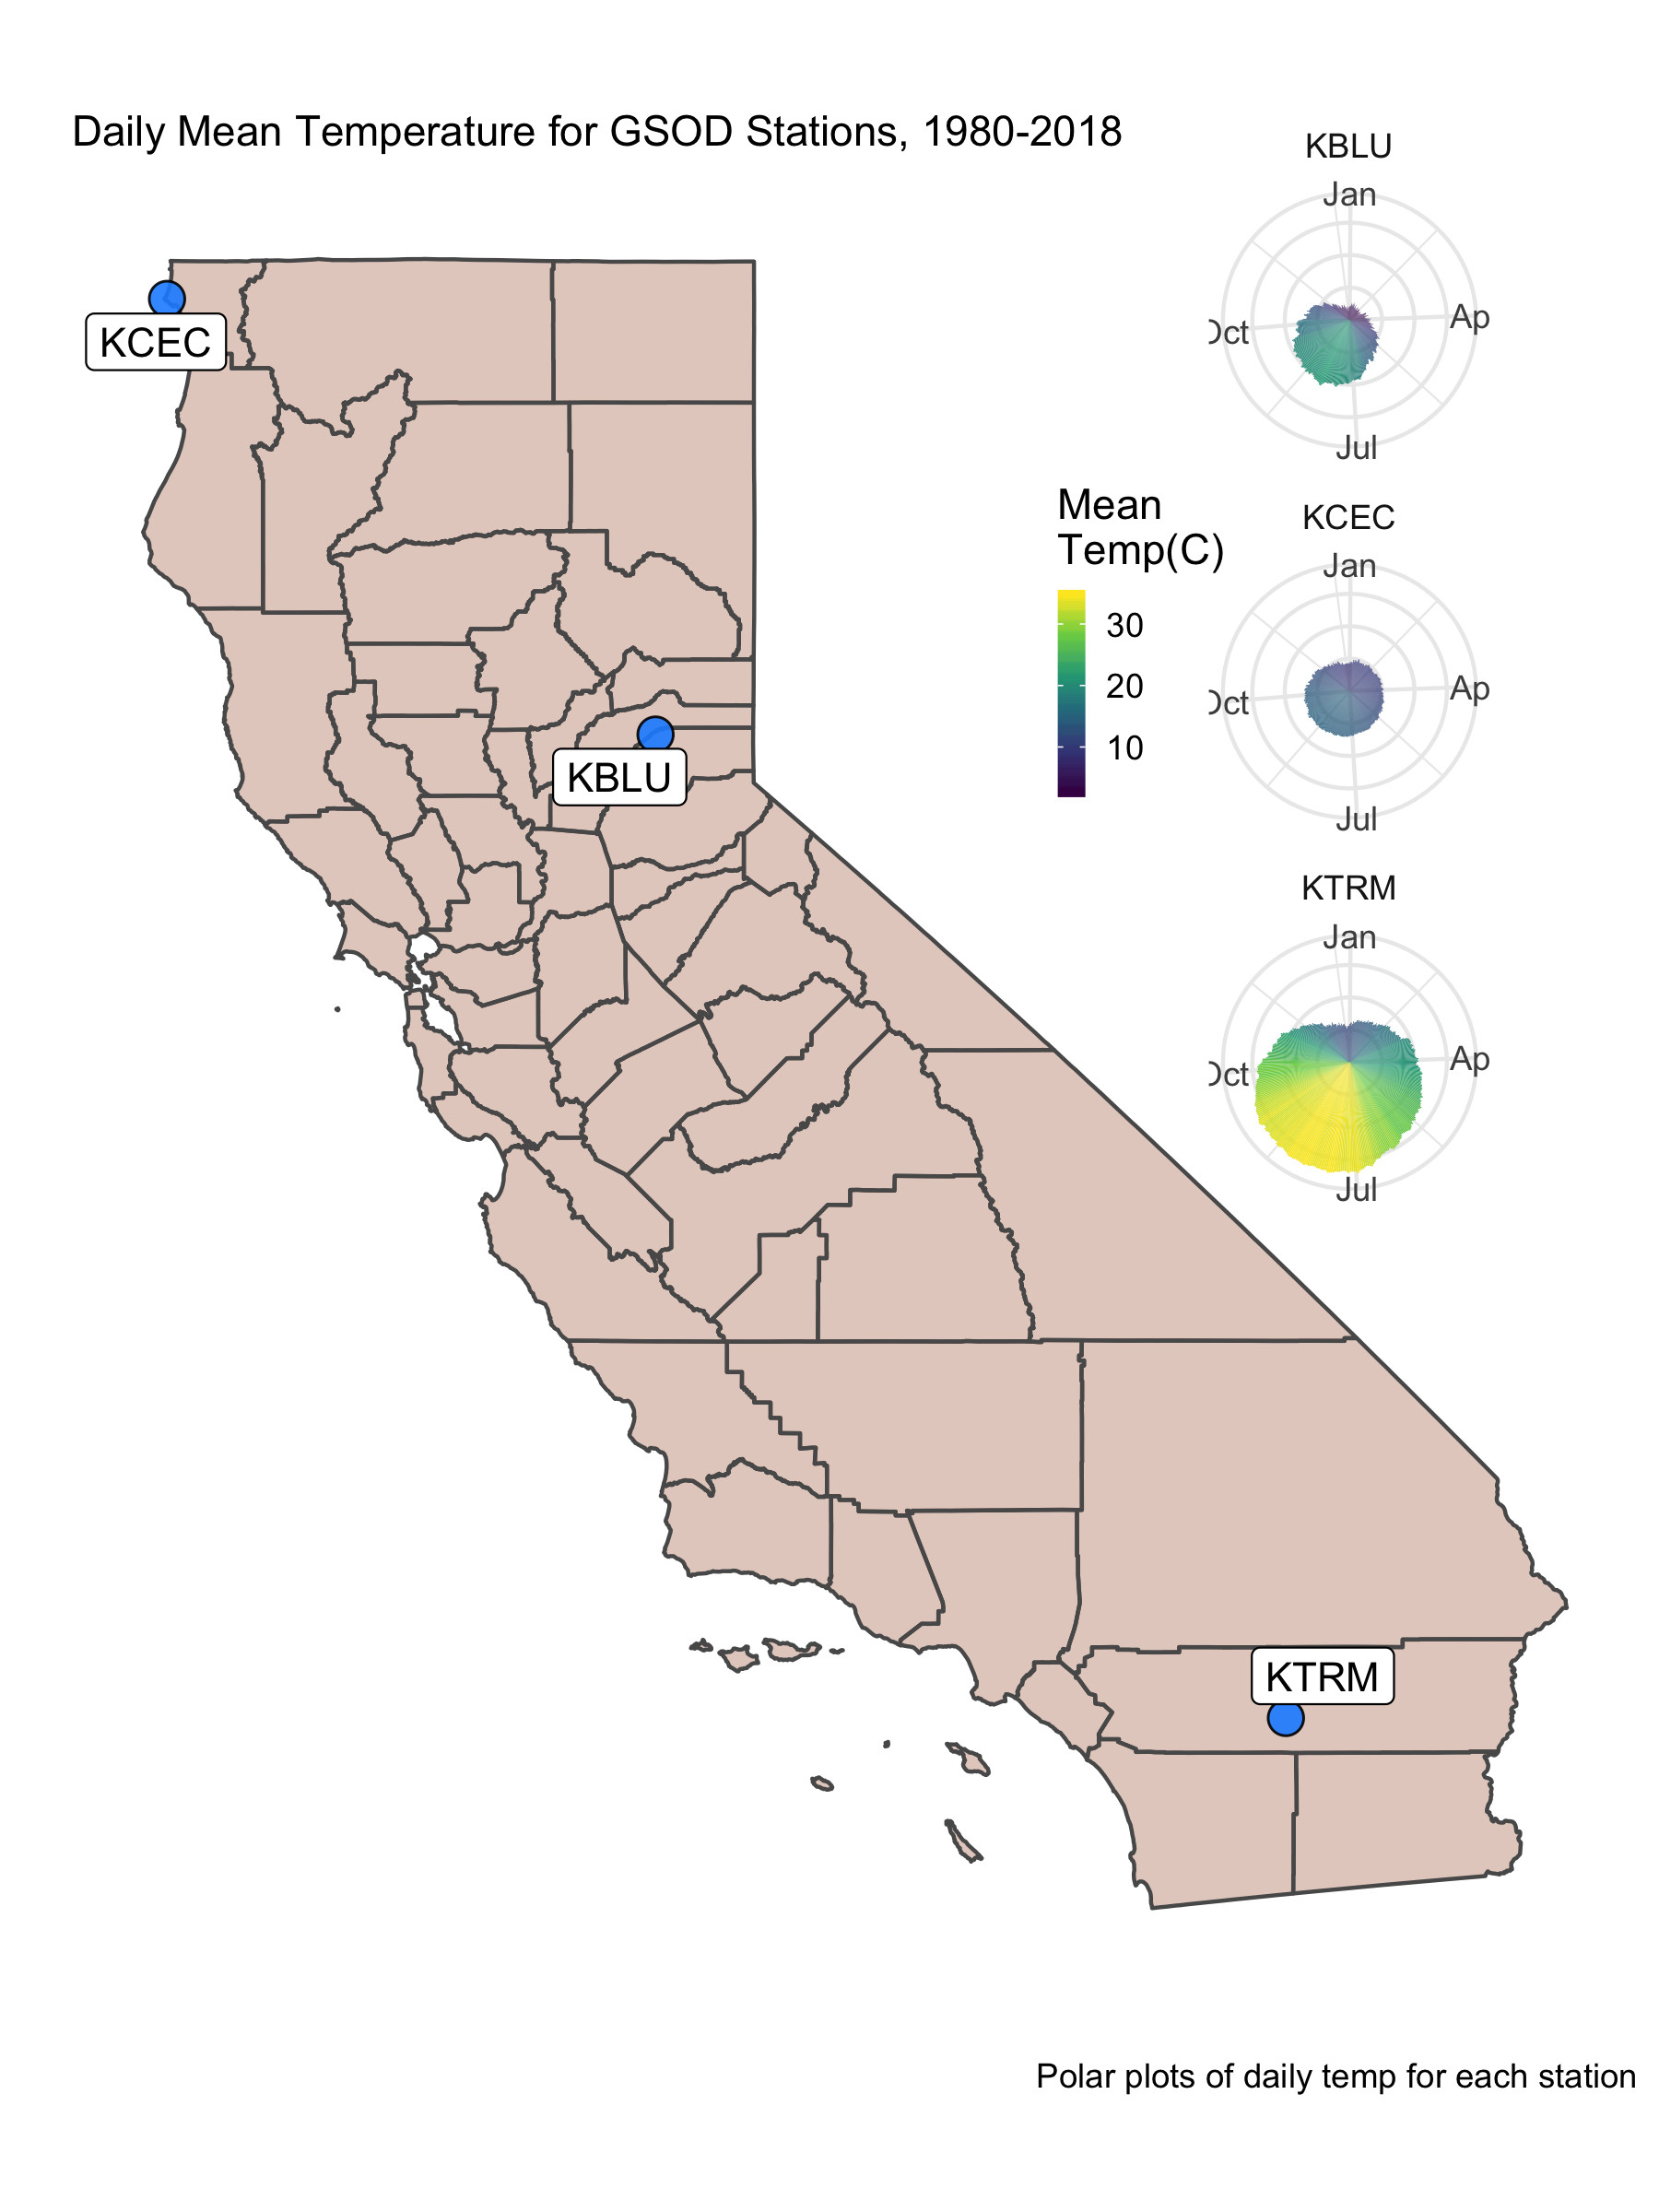 Daily Mean Temperature for GSOD Stations, 1980-2018
KBLU
Jan
Ap
Oct
Jul
KCEC
Mean
Temp(C)
30
20
10
KCEC
Jan
Ap
Oct
Jul
KBLU
KTRM
Jan
Ap
Oct
Jul
KTRM
Polar plots of daily temp for each station